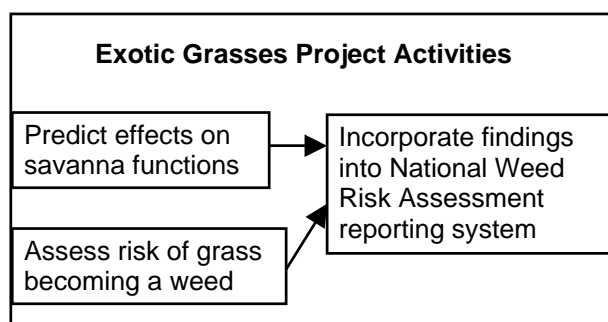 Exotic Grasses Project Activities
Predict effects on
savanna functions
Assess risk of grass
becoming a weed
Incorporate findings
into National Weed
Risk Assessment
reporting system